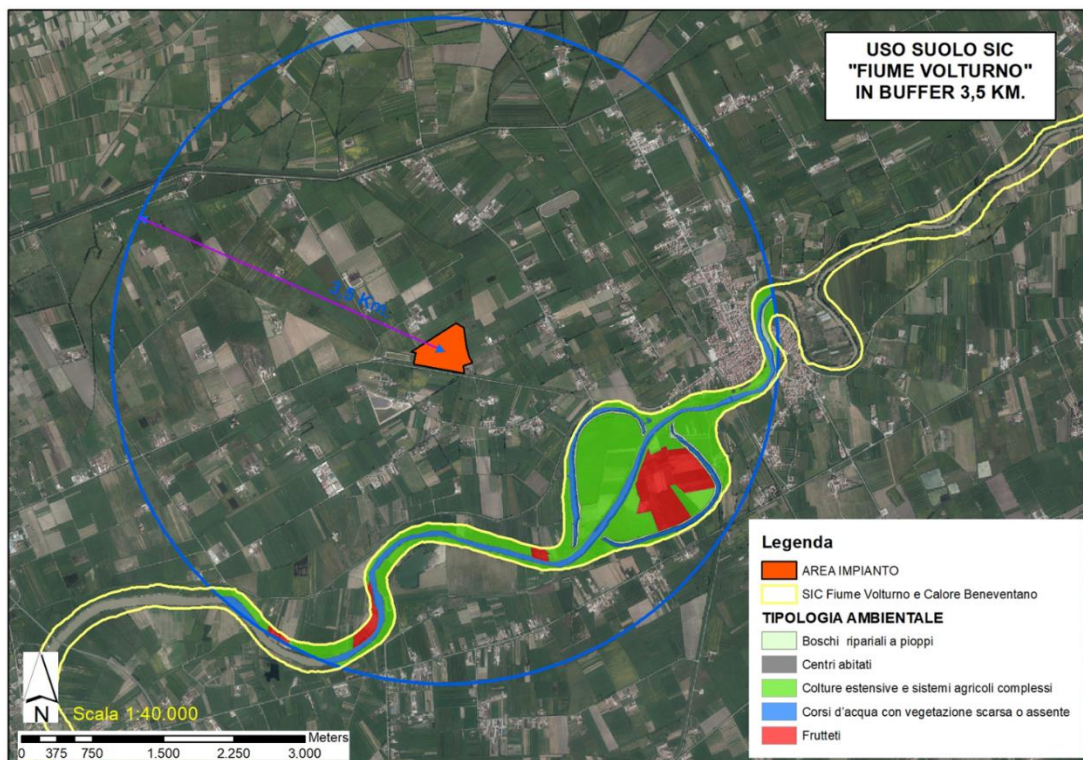 USO SUOLO SIC
"FIUME VOLTURNO"
IN BUFFER 3,5 KM.
3,5 Km
Legenda
AREA IMPIANTO
SIC Fiume Volturno e Calore Beneventano
TIPOLOGIA AMBIENTALE
Boschi ripariali a pioppi
Centri abitati
Colture estensive e sistemi agricoli complessi
Corsi d'acqua con vegetazione scarsa o assente
Frutteti
N
Scala 1:40.000
Meters
0 375 750 1.500 2.250 3.000